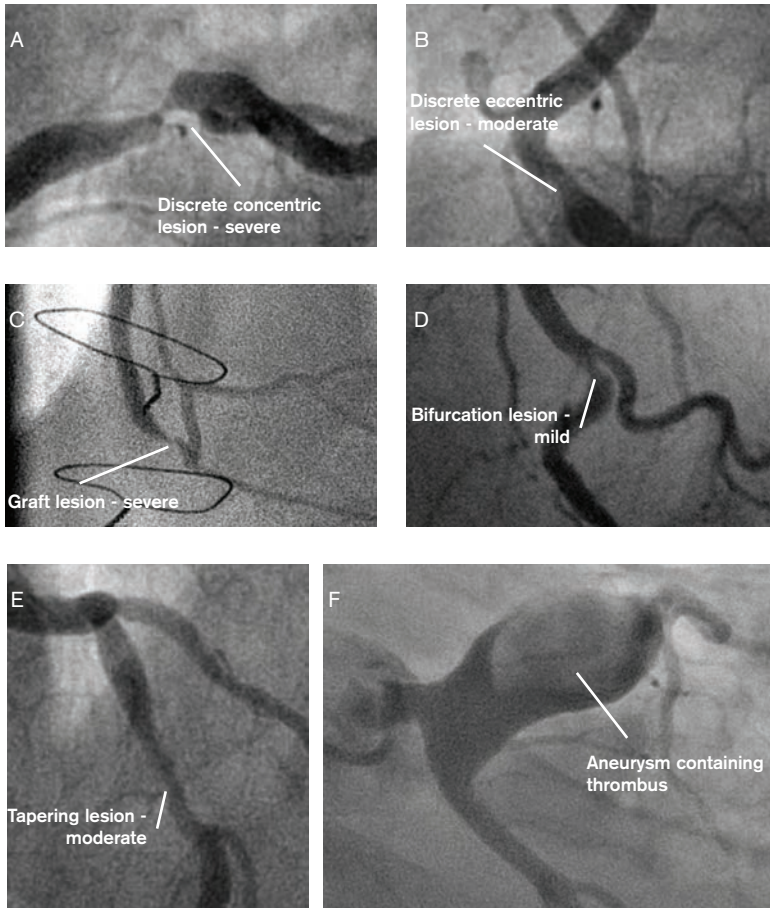 A
Discrete concentric
lesion - severe
B
Discrete eccentric
lesion - moderate
C
Graft lesion - severe
D
Bifurcation lesion -
mild
E
Tapering lesion -
moderate
F
Aneurysm containing
thrombus